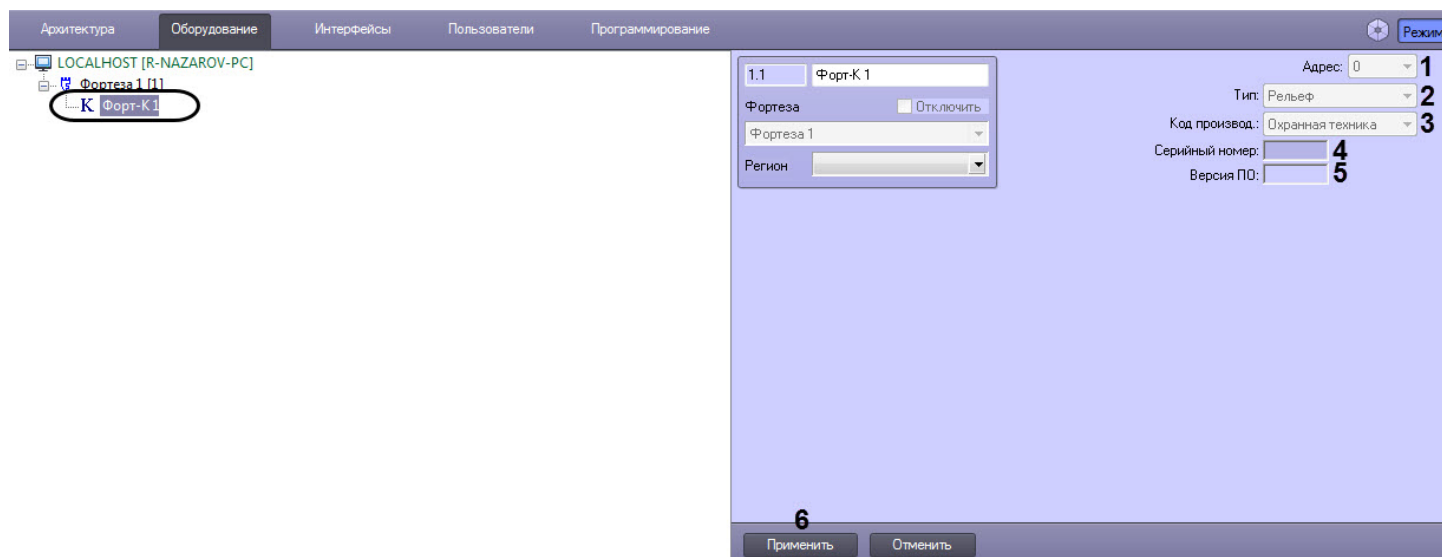 Архитектура Оборудование Интерфейсы Пользователи Программирование Режим
LOCALHOST [R-NAZAROV-PC]
Фортеза 1 [1]
К Форт-К 1
1.1 Форт-К 1
Фортеза Отключить
Фортеза 1
Регион
Адрес: 0 1
Тип: Рельеф 2
Код производ.: Охранная техника 3
Серийный номер: 4
Версия ПО: 5
6
Применить Отменить